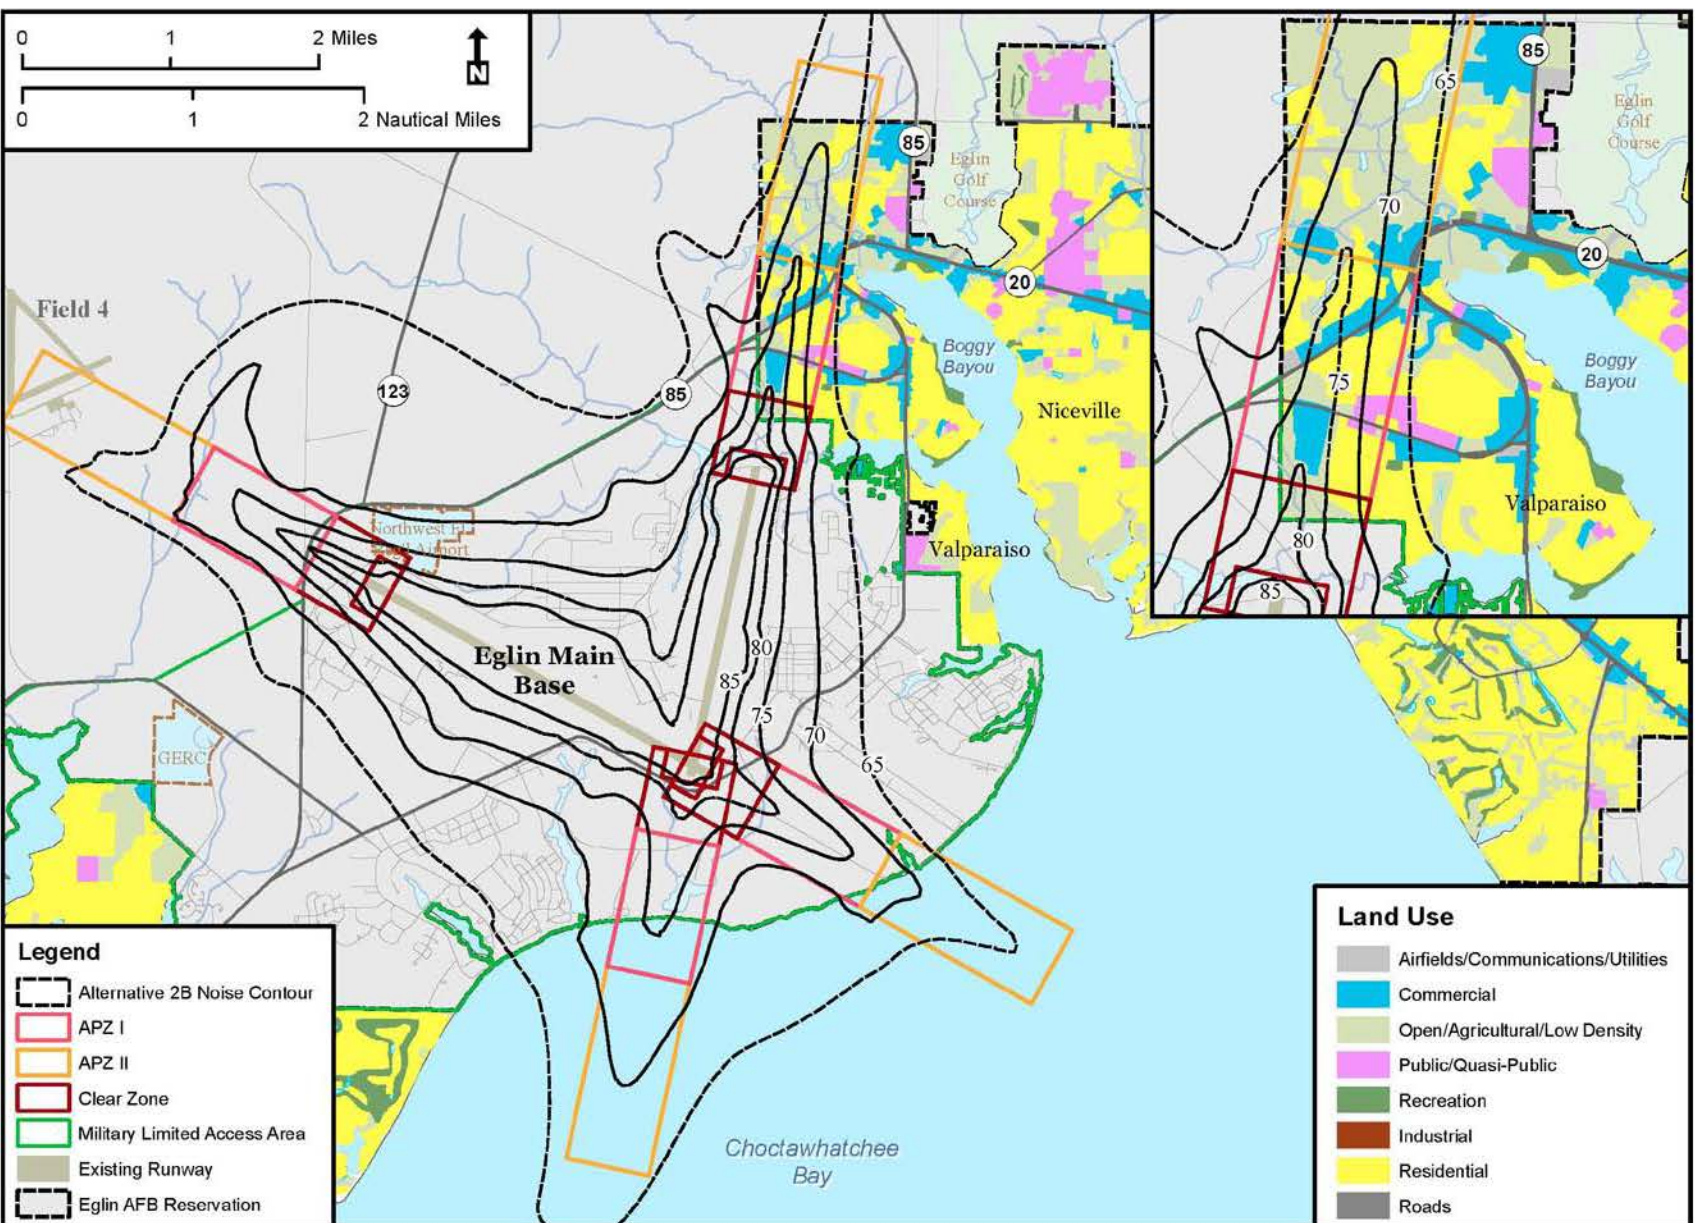 0 1 2 Miles
0 1 2 Nautical Miles
N
Field 4
123
85
85
Eglin
Golf
Course
20
Boggy
Bayou
Niceville
Valparaiso
Northwest Fl
Airport
Eglin Main
Base
GERC
80
85
75
70
65
Choctawhatchee
Bay
85
65
Eglin
Golf
Course
70
20
Boggy
Bayou
75
Valparaiso
80
85
Legend
Alternative 2B Noise Contour
APZ I
APZ II
Clear Zone
Military Limited Access Area
Existing Runway
Eglin AFB Reservation
Land Use
Airfields/Communications/Utilities
Commercial
Open/Agricultural/Low Density
Public/Quasi-Public
Recreation
Industrial
Residential
Roads